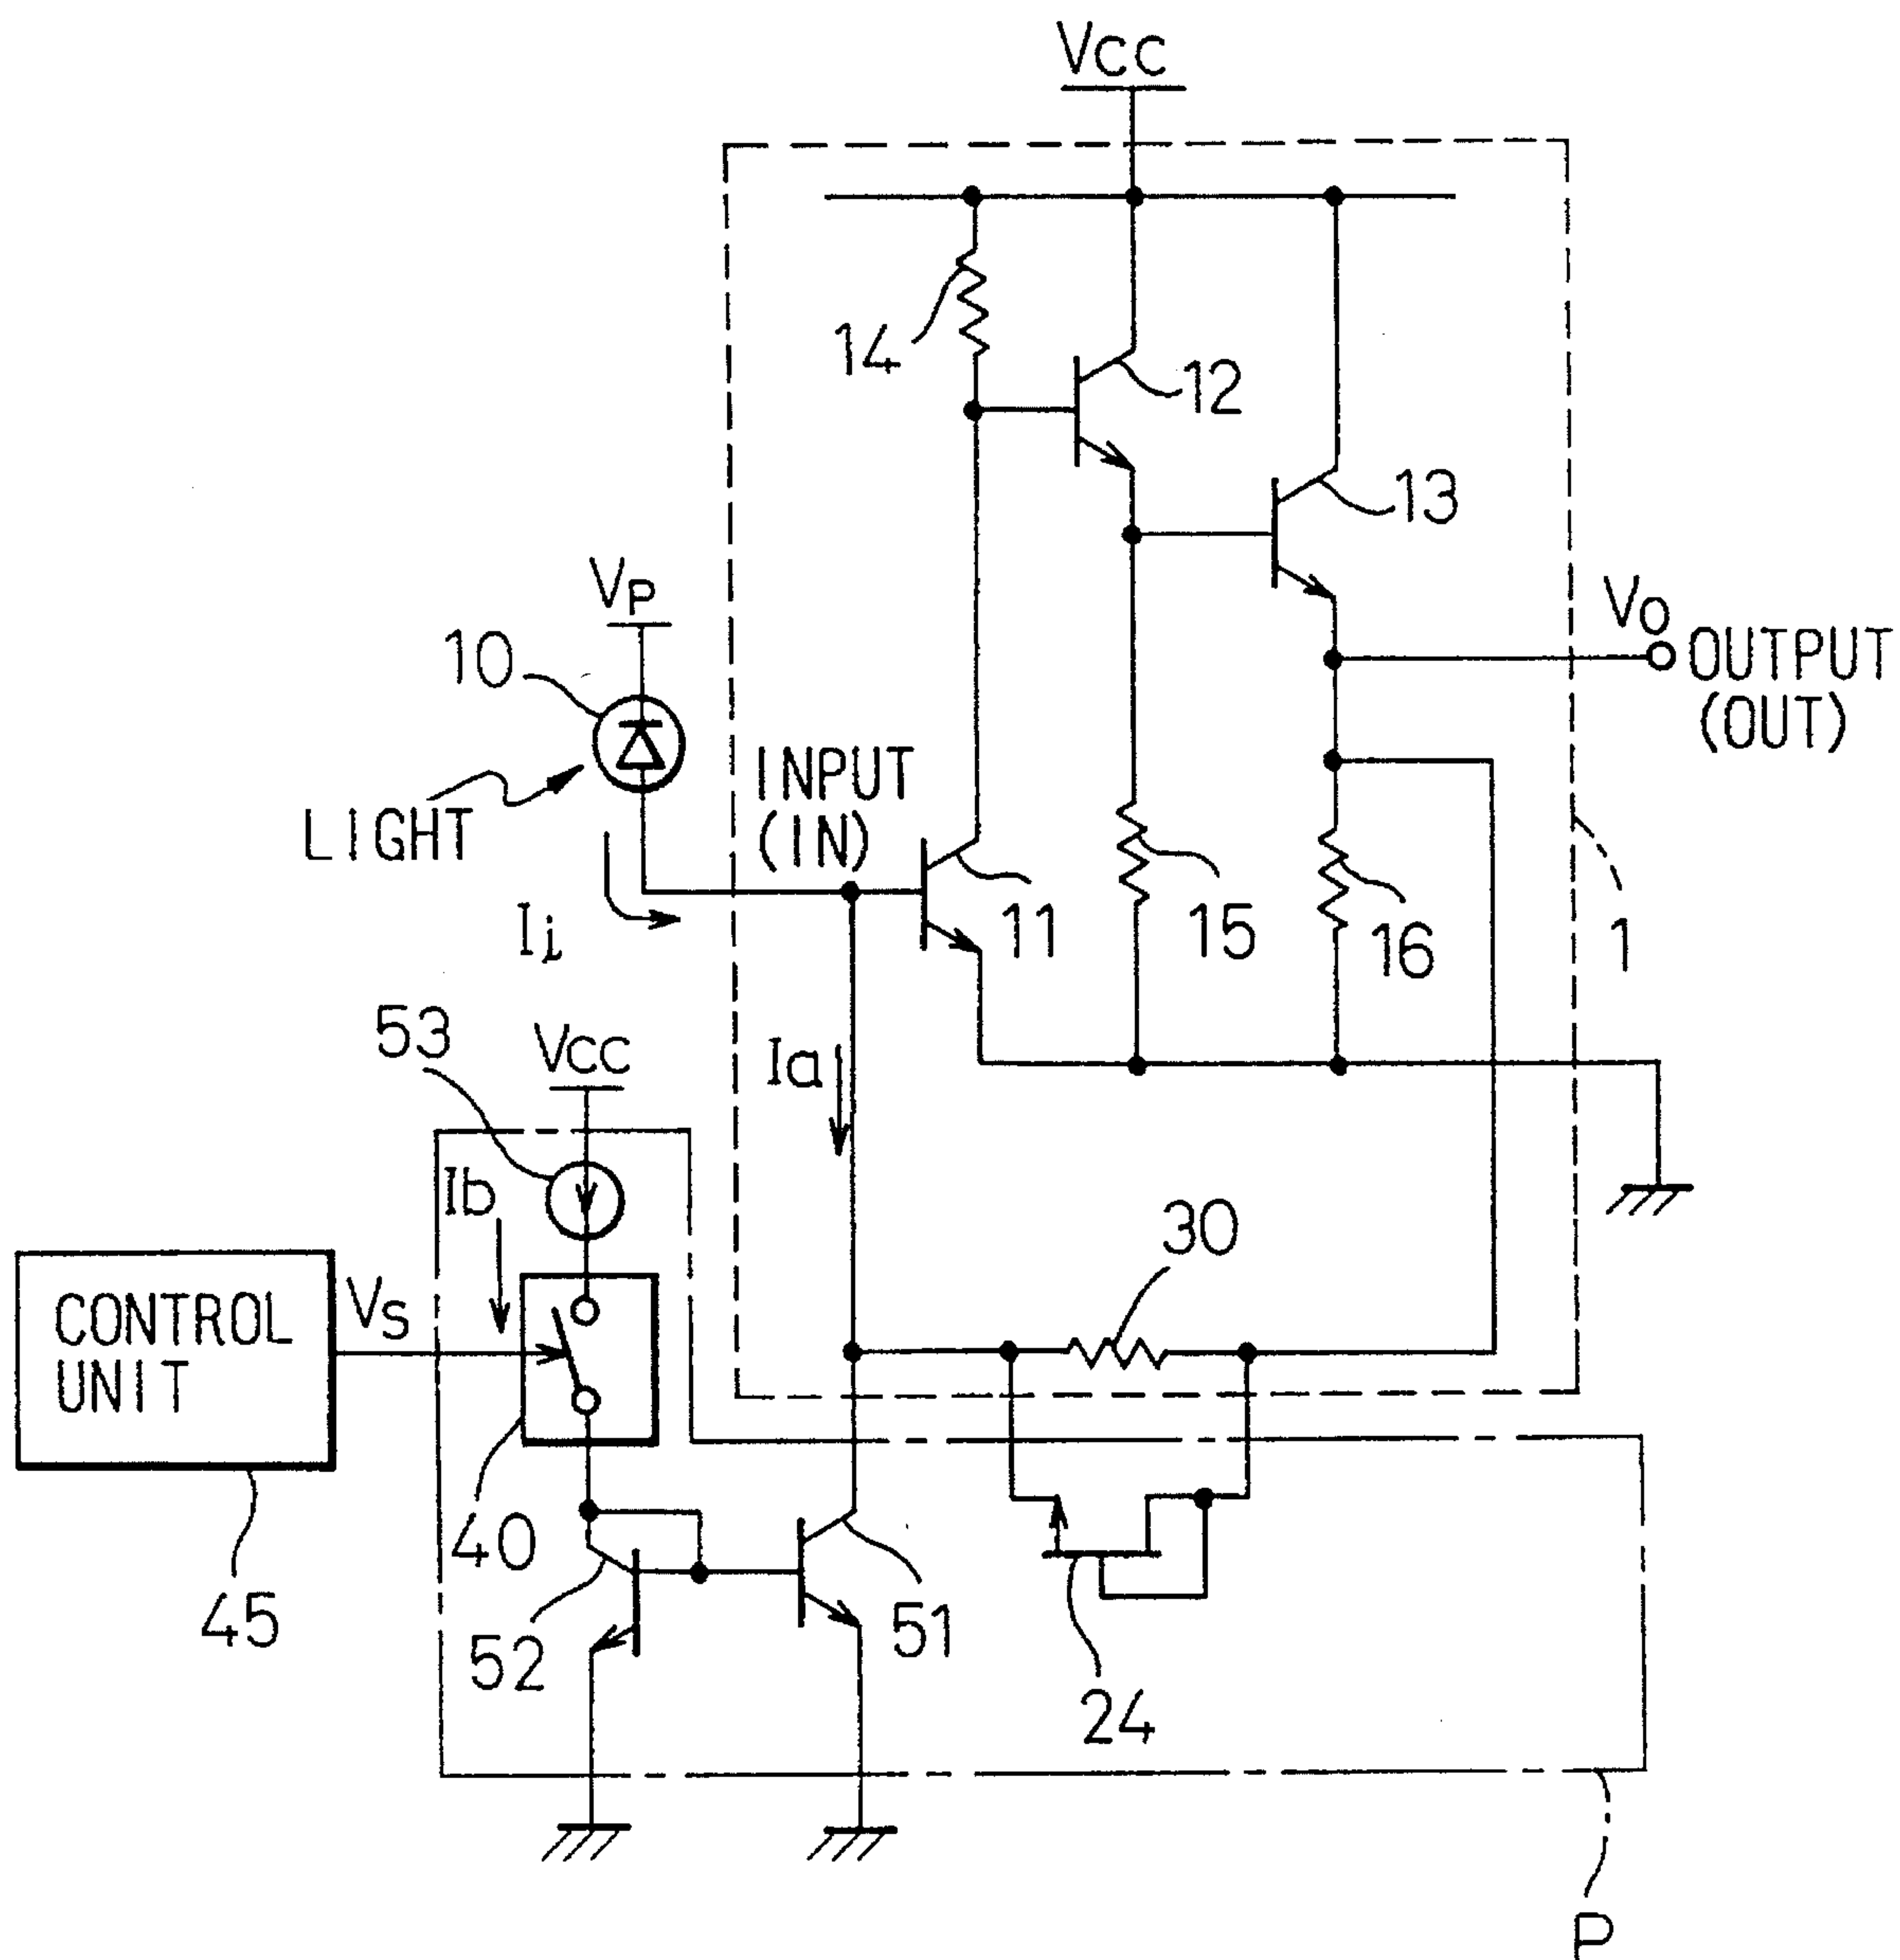 VCC
14
12
13
VP
10
VO
OUTPUT
(OUT)
LIGHT
INPUT
(IN)
Ii
11
15
16
1
53
VCC
Ia
Ib
30
CONTROL
UNIT
VS
40
45
52
51
24
P